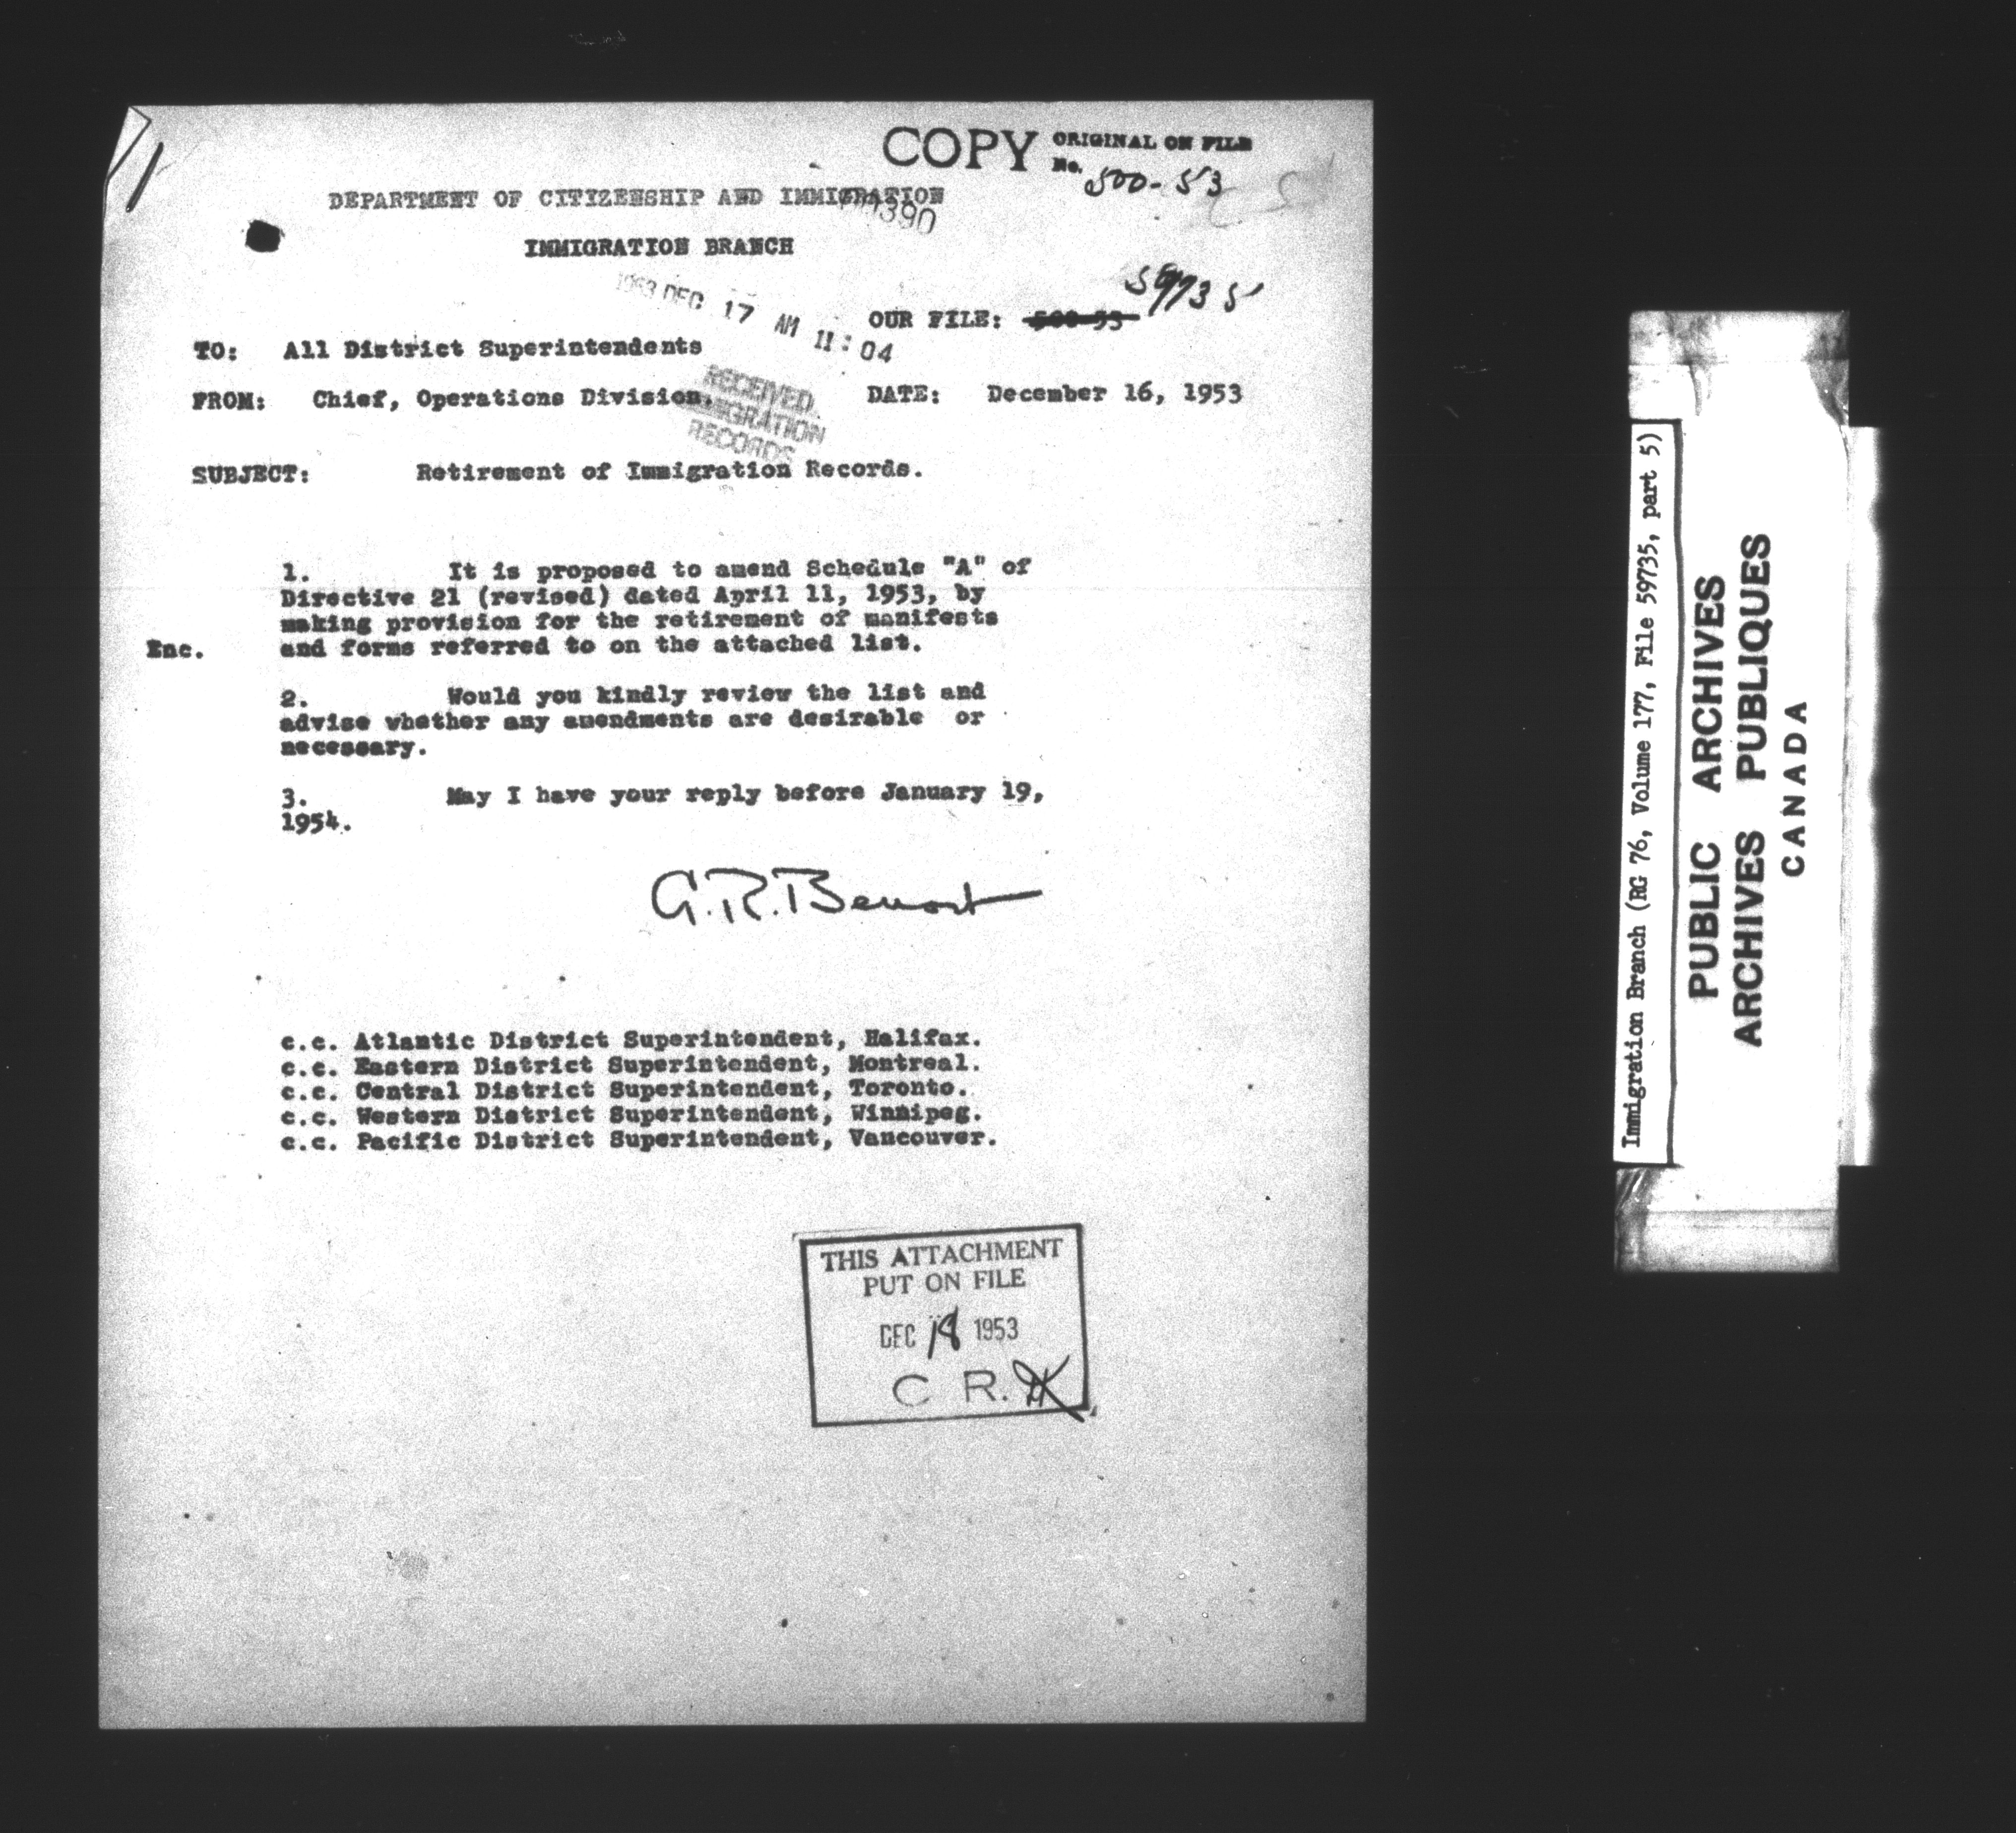 COPY ORIGINAL ON FILE
No. 500-53
DEPARTMENT OF CITIZENSHIP AND IMMIGRATION
390
IMMIGRATION BRANCH
59735
1953 DEC 17 AM 11:04
OUR FILE: 500-53
TO: All District Superintendents
FROM: Chief, Operations Division.
DATE: December 16, 1953
RECEIVED
IMMIGRATION
RECORDS
SUBJECT: Retirement of Immigration Records.
1. It is proposed to amend Schedule "A" of
Directive 21 (revised) dated April 11, 1953, by
making provision for the retirement of manifests
Enc. and forms referred to on the attached list.
2. Would you kindly review the list and
advise whether any amendments are desirable or
necessary.
3. May I have your reply before January 19,
1954.
G.R. Benoit
c.c. Atlantic District Superintendent, Halifax.
c.c. Eastern District Superintendent, Montreal.
c.c. Central District Superintendent, Toronto.
c.c. Western District Superintendent, Winnipeg.
c.c. Pacific District Superintendent, Vancouver.
THIS ATTACHMENT
PUT ON FILE
DEC 18 1953
C R.
Immigration Branch (RG 76, Volume 177, File 59735, part 5)
PUBLIC ARCHIVES
ARCHIVES PUBLIQUES
CANADA